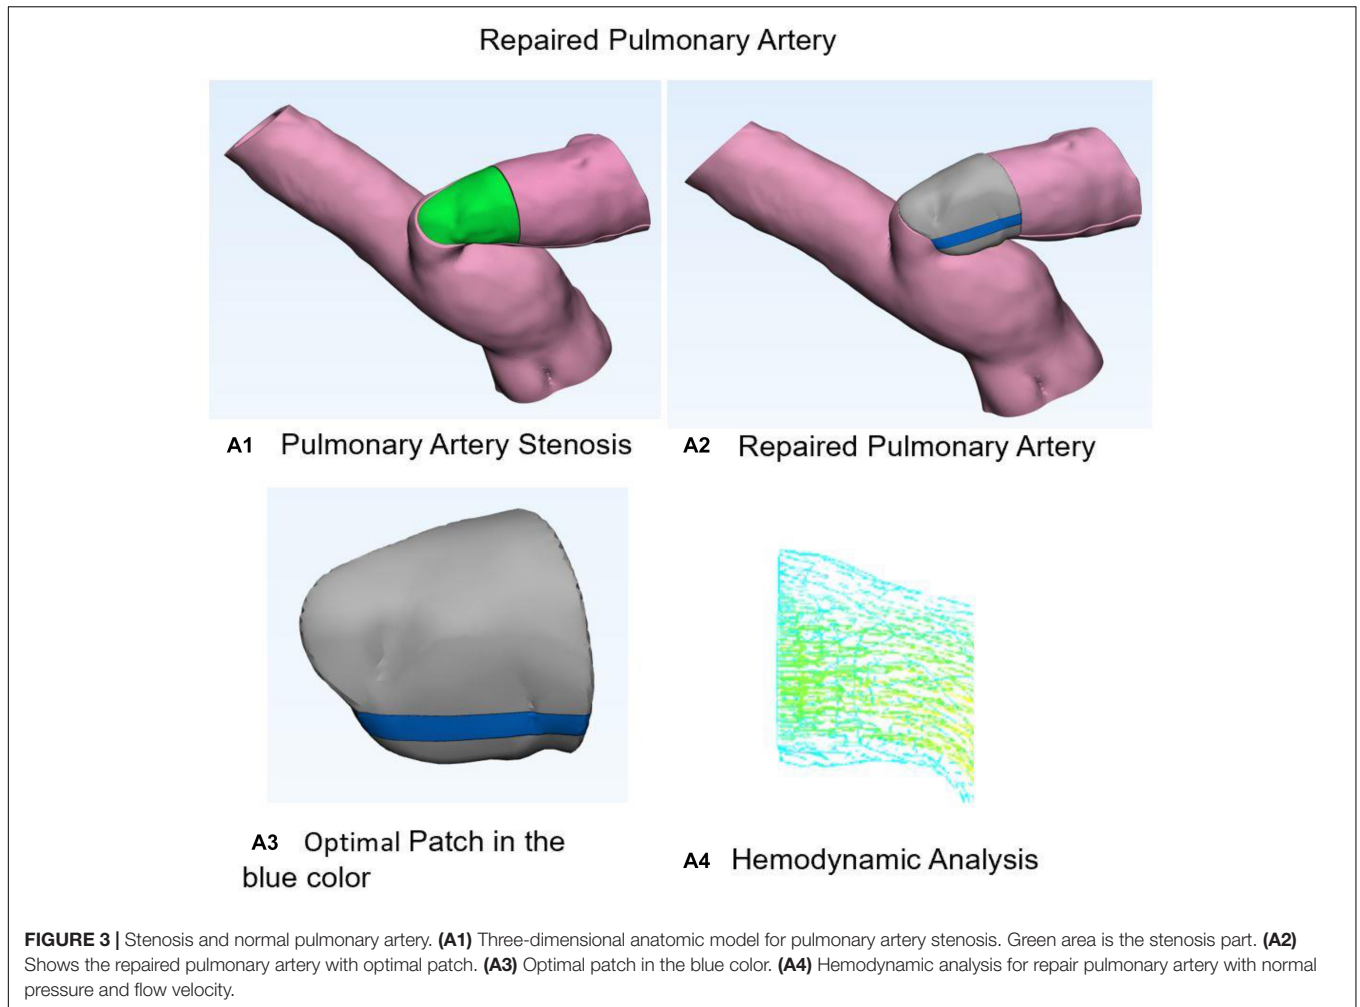 Repaired Pulmonary Artery
A1 Pulmonary Artery Stenosis
A2 Repaired Pulmonary Artery
A3 Optimal Patch in the
blue color
A4 Hemodynamic Analysis
FIGURE 3 | Stenosis and normal pulmonary artery. (A1) Three-dimensional anatomic model for pulmonary artery stenosis. Green area is the stenosis part. (A2)
Shows the repaired pulmonary artery with optimal patch. (A3) Optimal patch in the blue color. (A4) Hemodynamic analysis for repair pulmonary artery with normal
pressure and flow velocity.